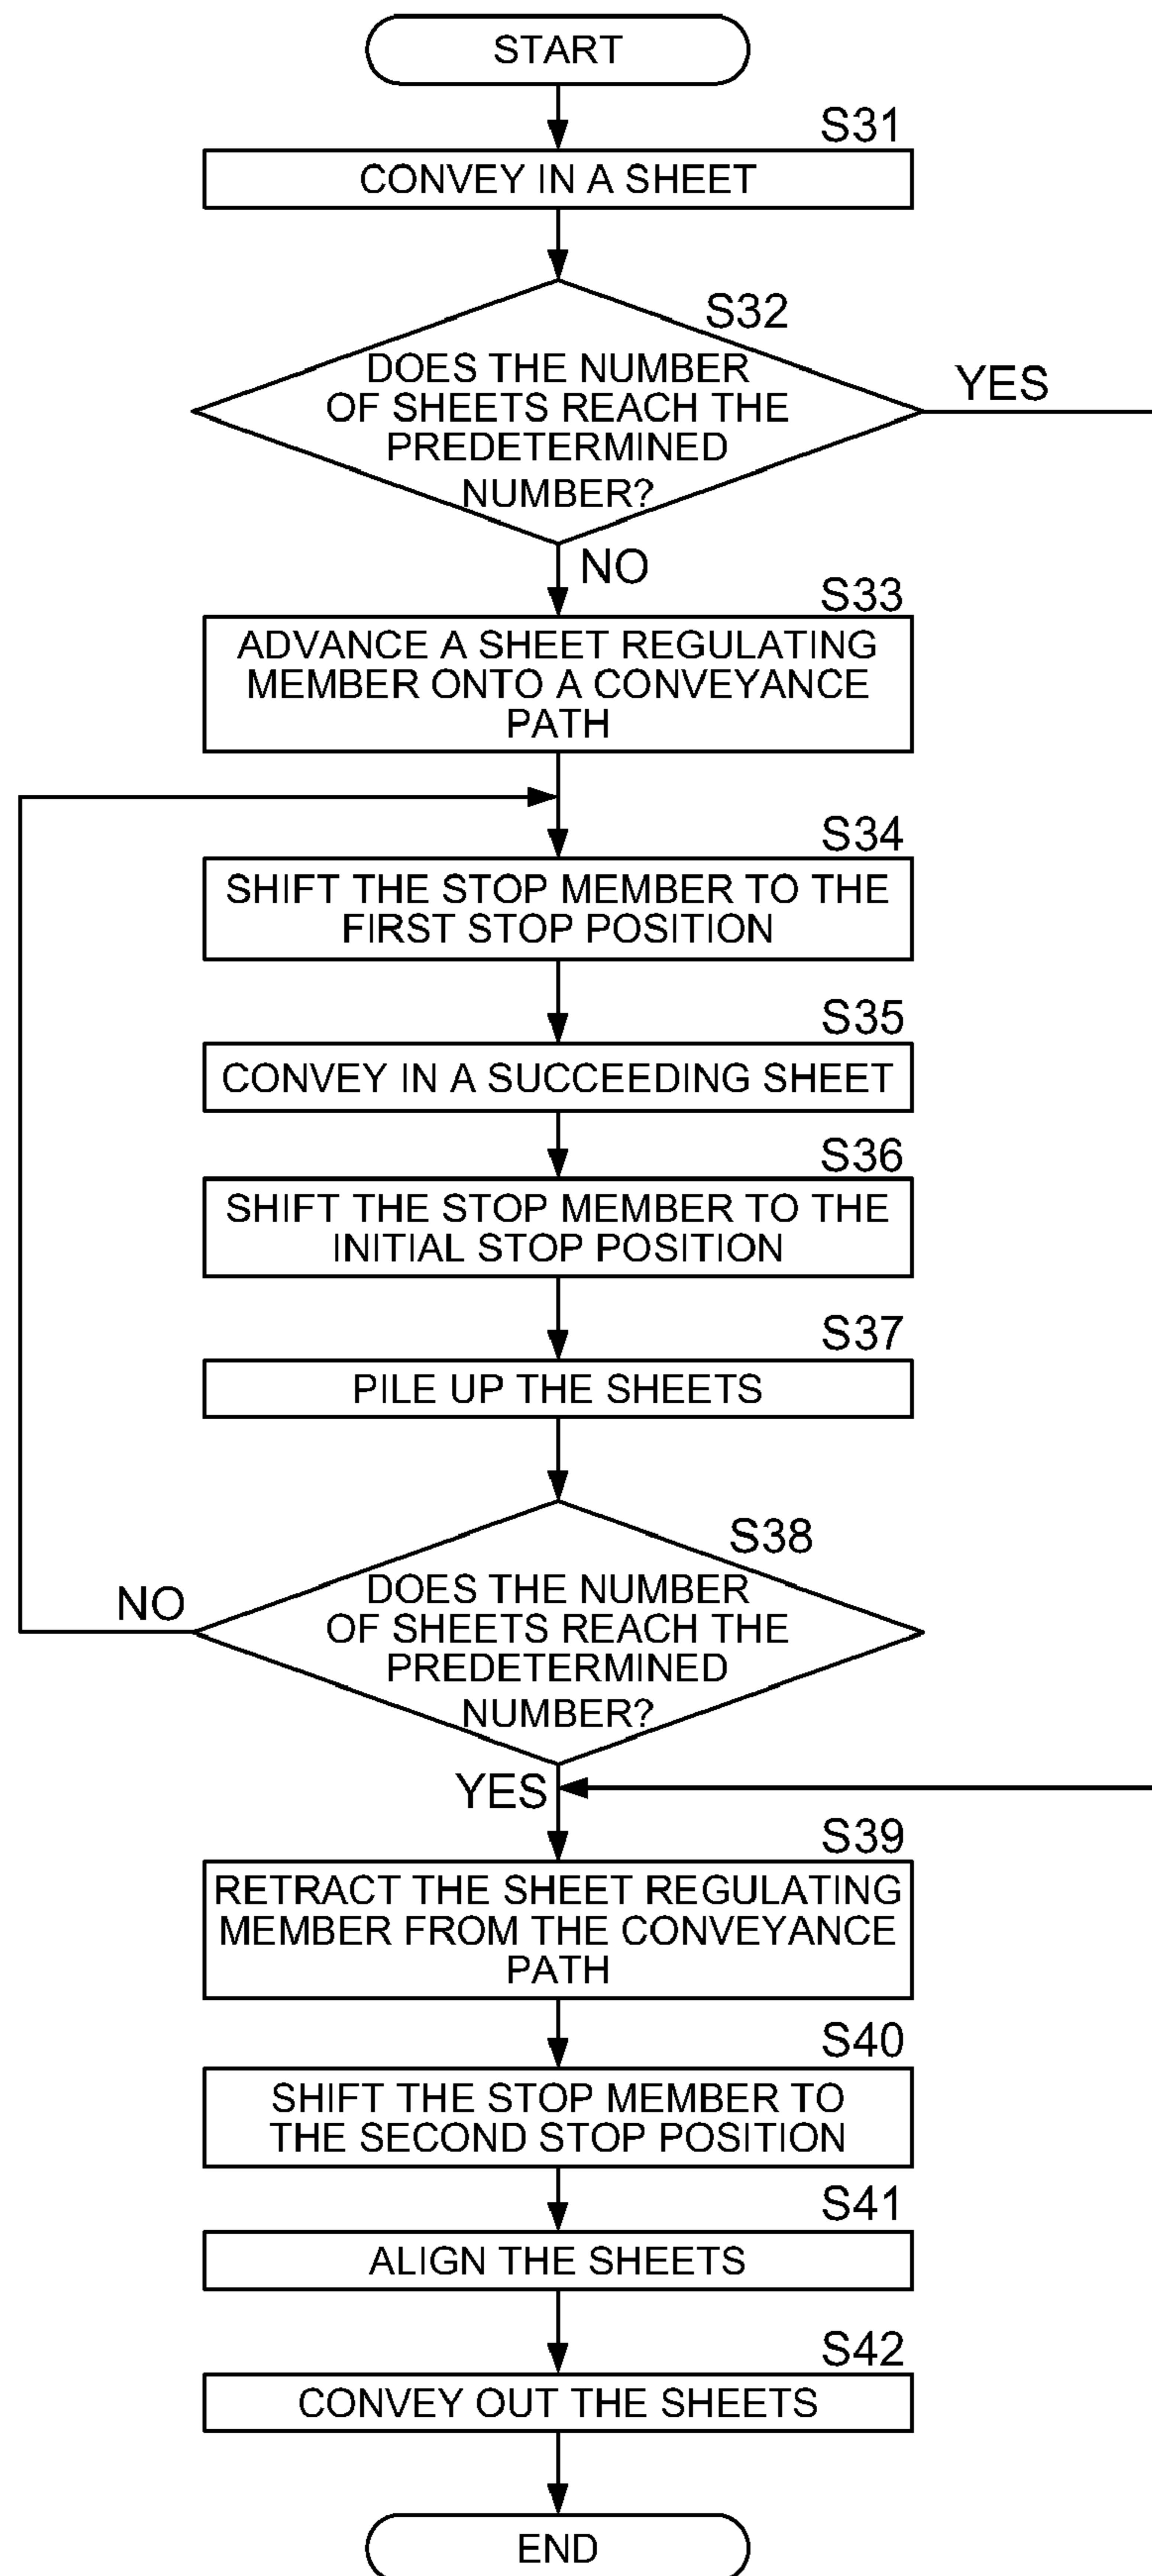 START
S31
CONVEY IN A SHEET
S32
DOES THE NUMBER
OF SHEETS REACH THE
PREDETERMINED
NUMBER?
YES
NO
S33
ADVANCE A SHEET REGULATING
MEMBER ONTO A CONVEYANCE
PATH
S34
SHIFT THE STOP MEMBER TO THE
FIRST STOP POSITION
S35
CONVEY IN A SUCCEEDING SHEET
S36
SHIFT THE STOP MEMBER TO THE
INITIAL STOP POSITION
S37
PILE UP THE SHEETS
S38
DOES THE NUMBER
OF SHEETS REACH THE
PREDETERMINED
NUMBER?
NO
YES
S39
RETRACT THE SHEET REGULATING
MEMBER FROM THE CONVEYANCE
PATH
S40
SHIFT THE STOP MEMBER TO
THE SECOND STOP POSITION
S41
ALIGN THE SHEETS
S42
CONVEY OUT THE SHEETS
END